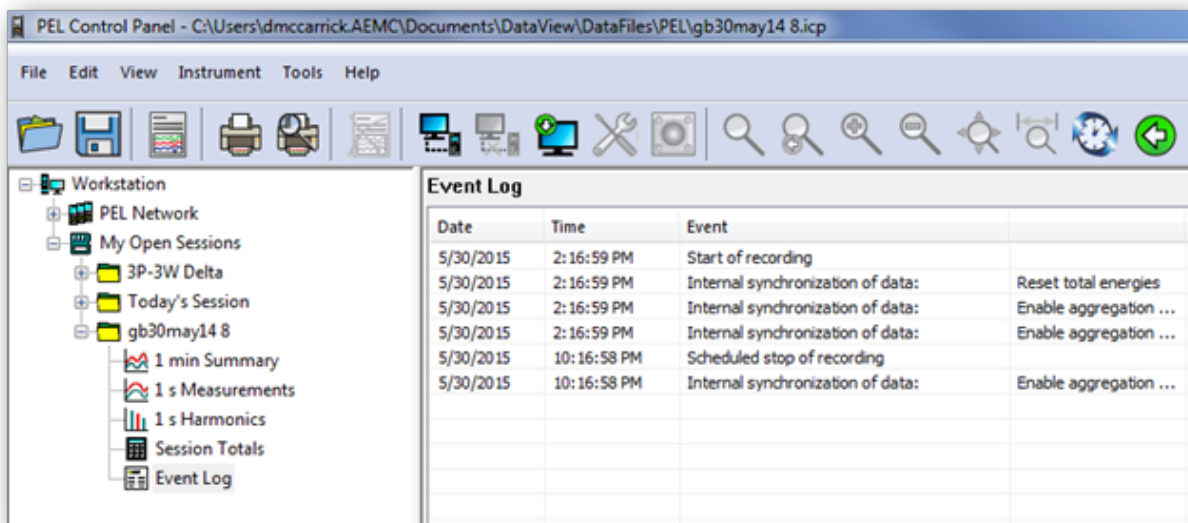 PEL Control Panel - C:\Users\dmccarrick.AEMC\Documents\DataView\DataFiles\PEL\gb30may14 8.icp
File Edit View Instrument Tools Help
Workstation
PEL Network
My Open Sessions
3P-3W Delta
Today's Session
gb30may14 8
1 min Summary
1 s Measurements
1 s Harmonics
Session Totals
Event Log
Event Log
Date Time Event
5/30/2015 2:16:59 PM Start of recording
5/30/2015 2:16:59 PM Internal synchronization of data: Reset total energies
5/30/2015 2:16:59 PM Internal synchronization of data: Enable aggregation ...
5/30/2015 2:16:59 PM Internal synchronization of data: Enable aggregation ...
5/30/2015 10:16:58 PM Scheduled stop of recording
5/30/2015 10:16:58 PM Internal synchronization of data: Enable aggregation ...